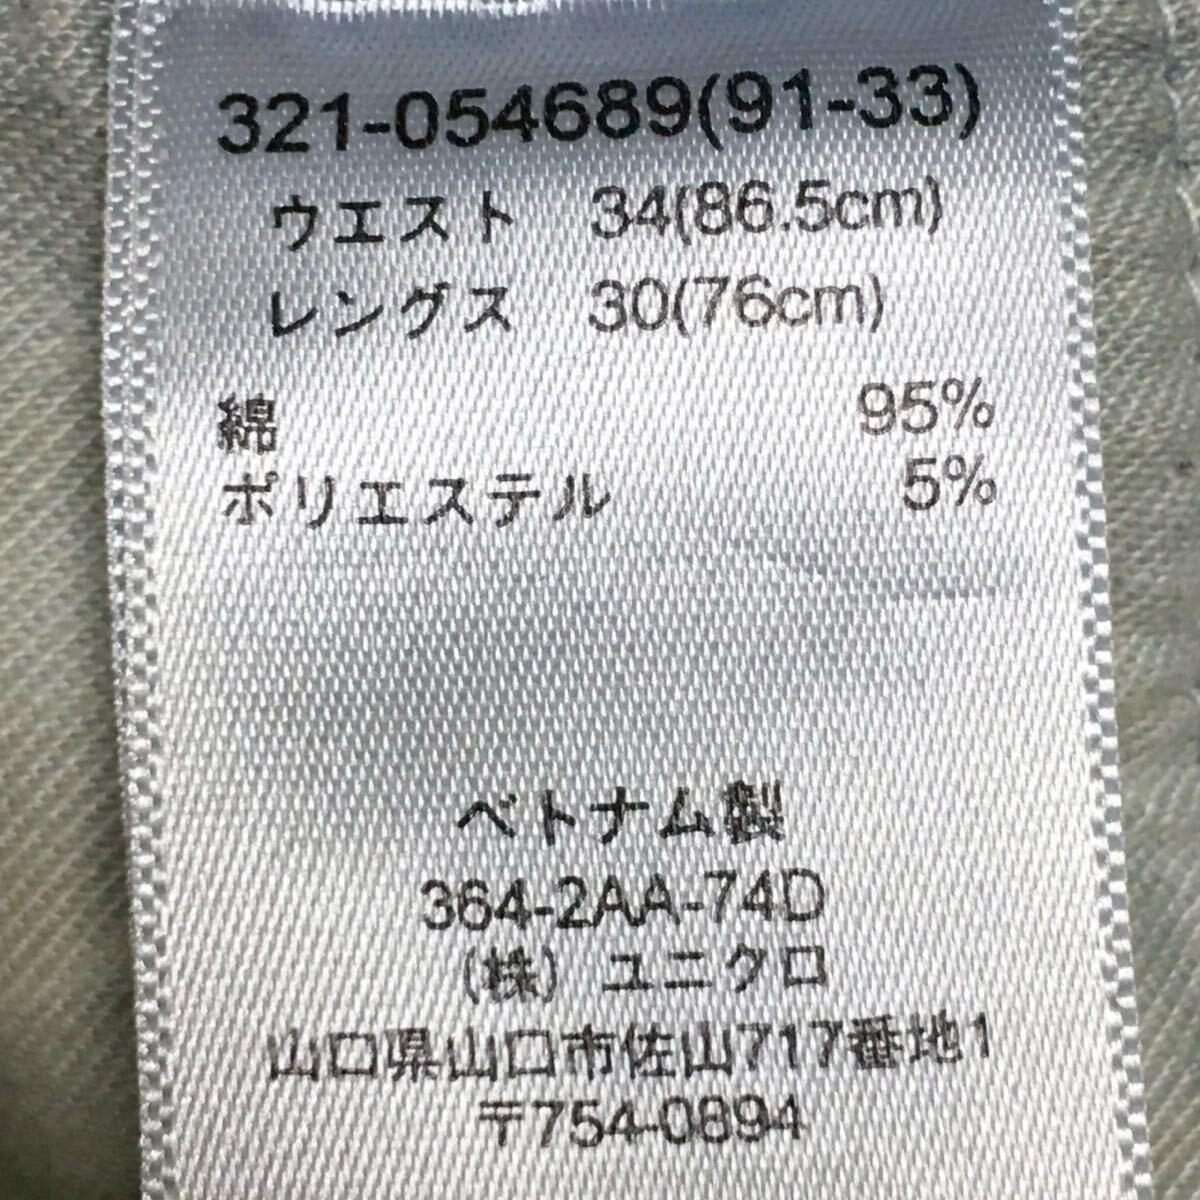 321-054689(91-33)
ウエスト 34(86.5cm)
レングス 30(76cm)
綿 95%
ポリエステル 5%
ベトナム製
364-2AA-74D
(株) ユニクロ
山口県山口市佐山717番地1
〒754-0894